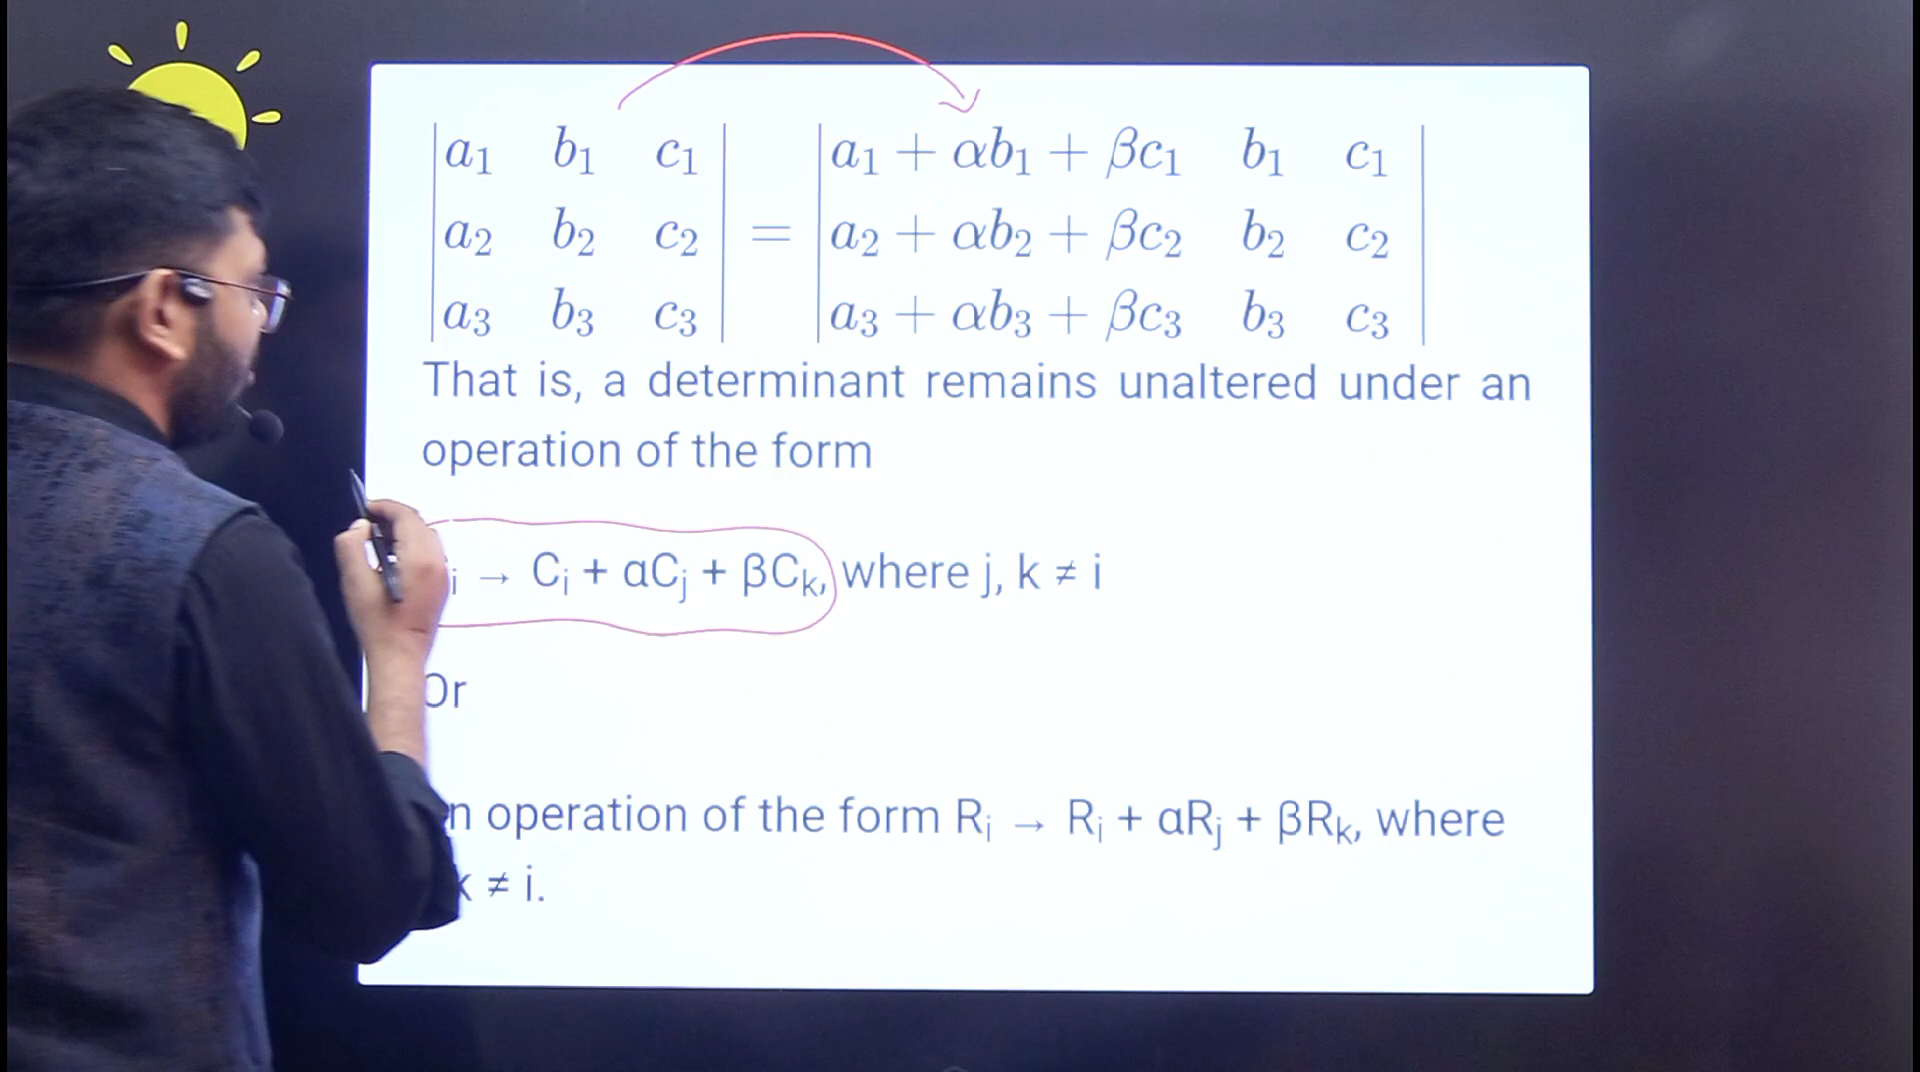 a1 b1 c1 = a1 + αb1 + βc1 b1 c1
a2 b2 c2 a2 + αb2 + βc2 b2 c2
a3 b3 c3 a3 + αb3 + βc3 b3 c3
That is, a determinant remains unaltered under an
operation of the form
i → Ci + αCj + βCk, where j, k ≠ i
Or
n operation of the form Ri → Ri + αRj + βRk, where
k ≠ i.